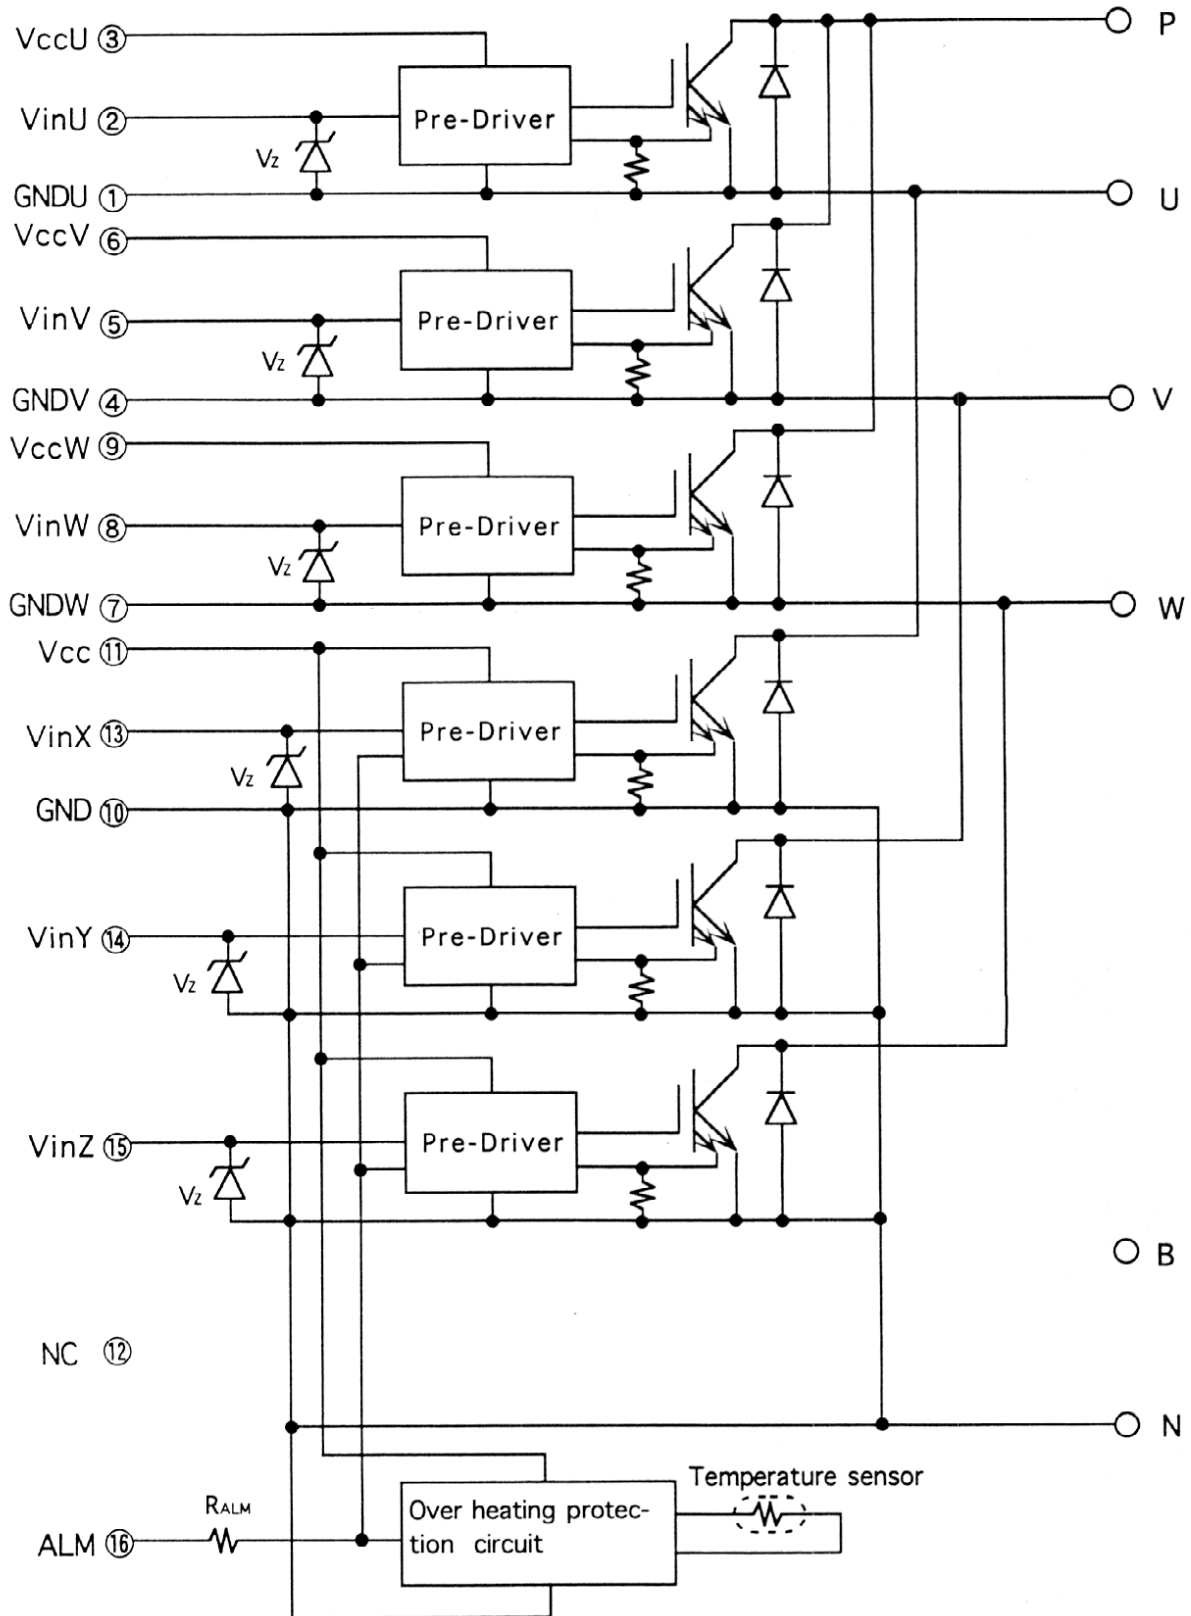 VccU ③
P
VinU ②
Pre-Driver
Vz
GNDU ①
U
VccV ⑥
VinV ⑤
Pre-Driver
Vz
GNDV ④
V
VccW ⑨
VinW ⑧
Pre-Driver
Vz
GNDW ⑦
W
Vcc ⑪
VinX ⑬
Pre-Driver
Vz
GND ⑩
VinY ⑭
Pre-Driver
Vz
VinZ ⑮
Pre-Driver
Vz
B
NC ⑫
N
Temperature sensor
RALM
Over heating protec-
tion circuit
ALM ⑯